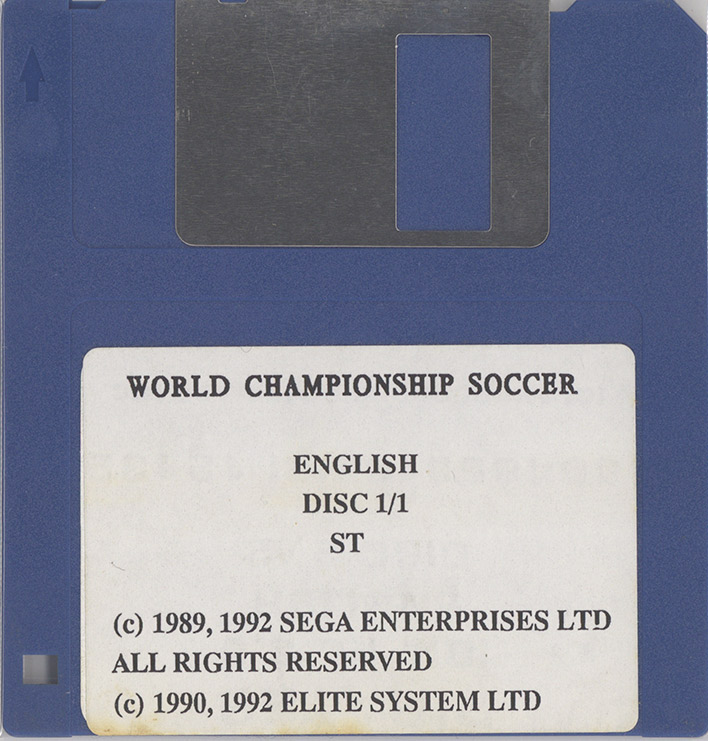 WORLD CHAMPIONSHIP SOCCER
ENGLISH
DISC 1/1
ST
(c) 1989, 1992 SEGA ENTERPRISES LTD
ALL RIGHTS RESERVED
(c) 1990, 1992 ELITE SYSTEM LTD